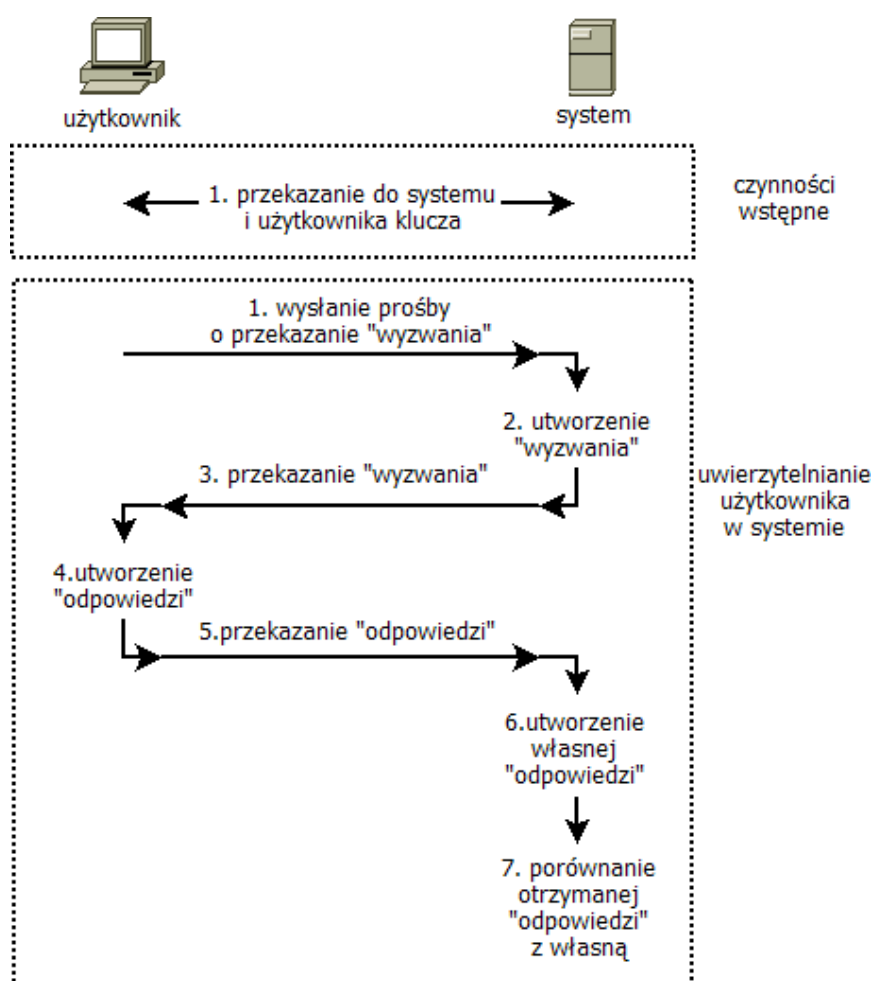 użytkownik
system
1. przekazanie do systemu
i użytkownika klucza
czynności
wstępne
1. wysłanie prośby
o przekazanie "wyzwania"
2. utworzenie
"wyzwania"
3. przekazanie "wyzwania"
uwierzytelnianie
użytkownika
w systemie
4.utworzenie
"odpowiedzi"
5.przekazanie "odpowiedzi"
6.utworzenie
własnej
"odpowiedzi"
7. porównanie
otrzymanej
"odpowiedzi"
z własną